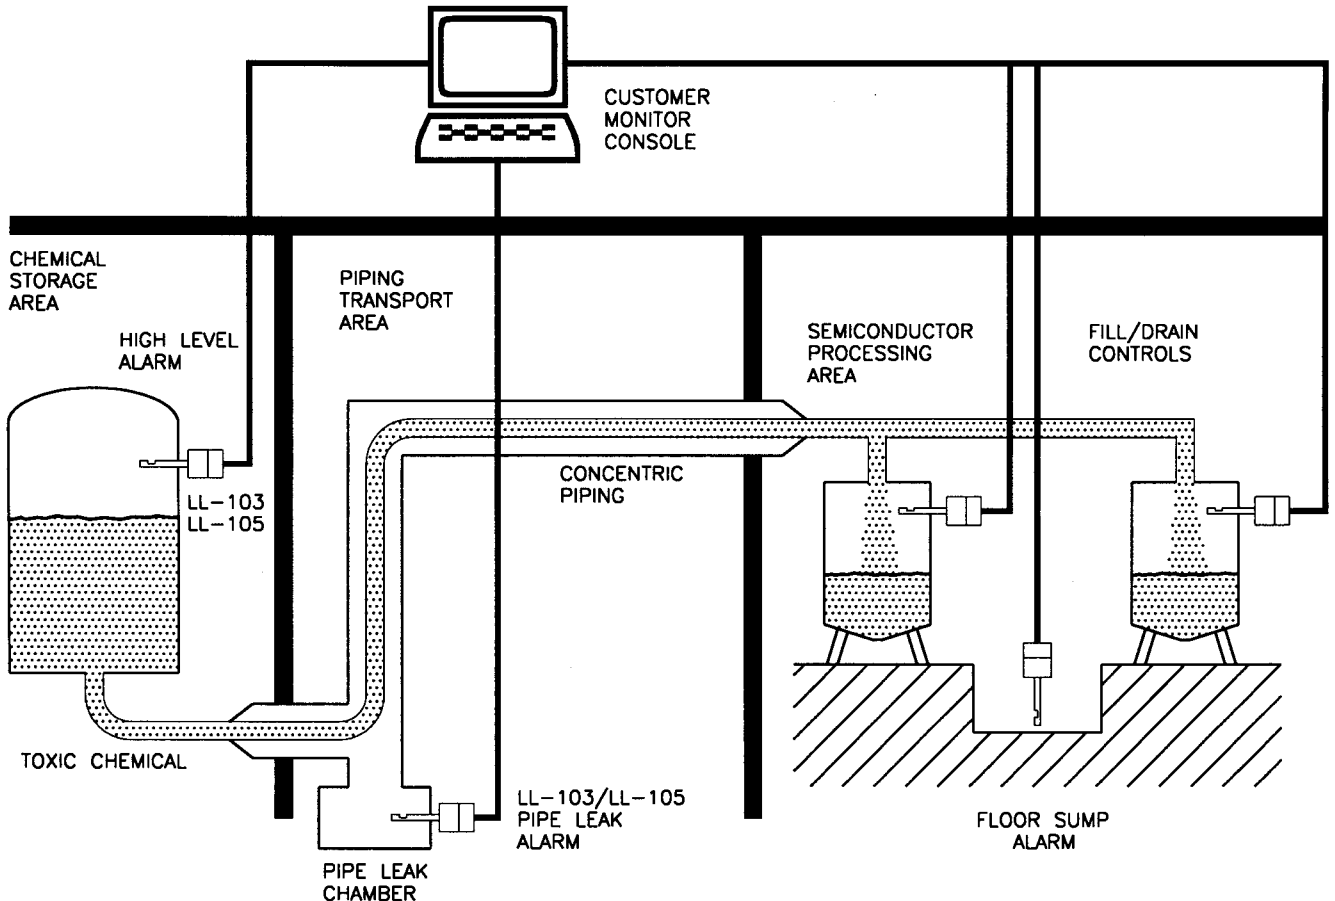 CUSTOMER
MONITOR
CONSOLE
CHEMICAL
STORAGE
AREA
PIPING
TRANSPORT
AREA
HIGH LEVEL
ALARM
SEMICONDUCTOR
PROCESSING
AREA
FILL/DRAIN
CONTROLS
LL-103
LL-105
CONCENTRIC
PIPING
TOXIC CHEMICAL
LL-103/LL-105
PIPE LEAK
ALARM
FLOOR SUMP
ALARM
PIPE LEAK
CHAMBER